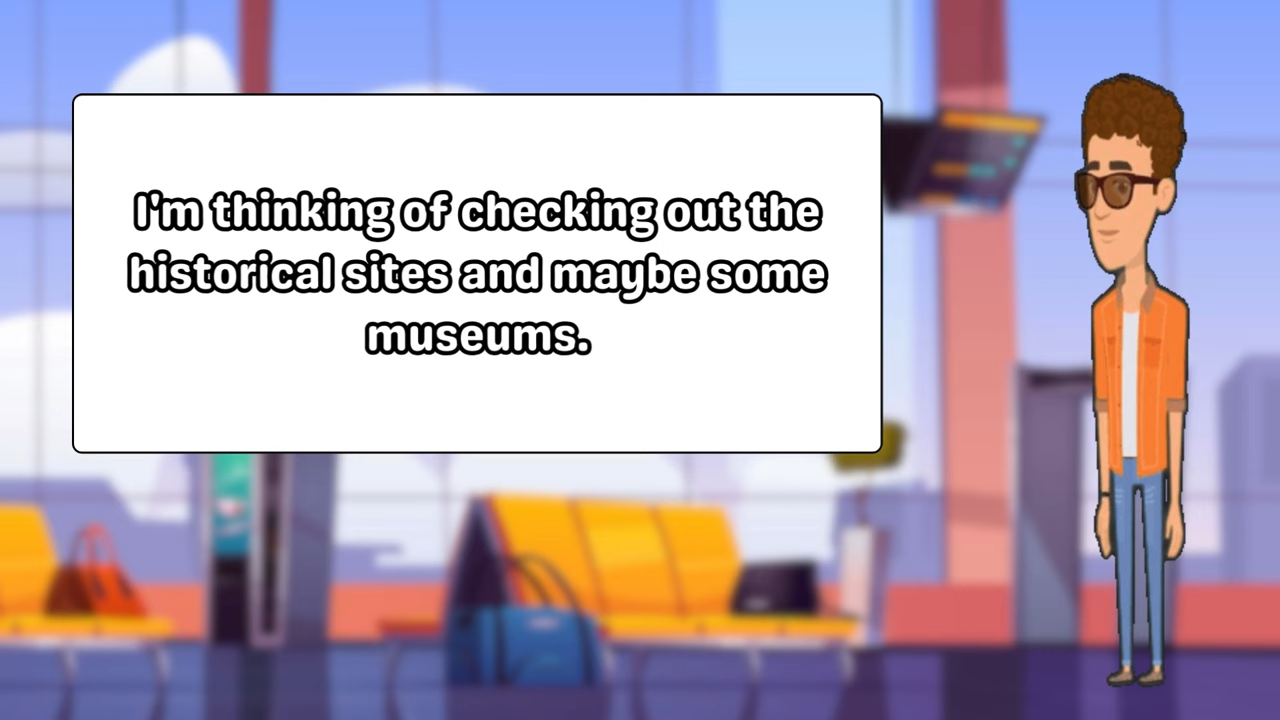 I'm thinking of checking out the
historical sites and maybe some
museums.